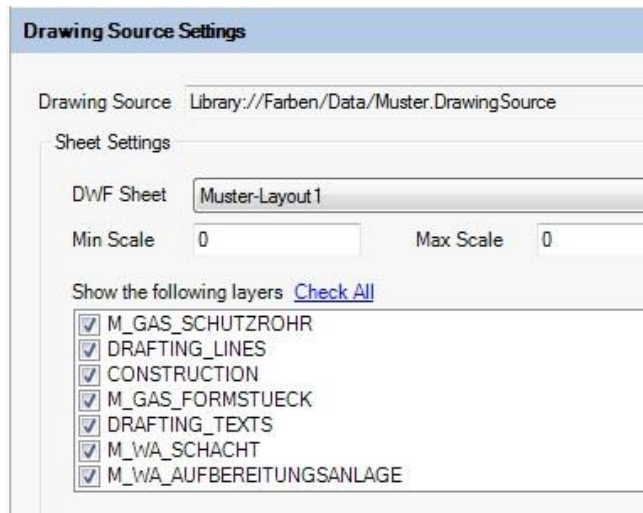 Drawing Source Settings
Drawing Source Library://Farben/Data/Muster.DrawingSource
Sheet Settings
DWF Sheet Muster-Layout1
Min Scale 0 Max Scale 0
Show the following layers Check All
M_GAS_SCHUTZROHR
DRAFTING_LINES
CONSTRUCTION
M_GAS_FORMSTUECK
DRAFTING_TEXTS
M_WA_SCHACHT
M_WA_AUFBEREITUNGSANLAGE